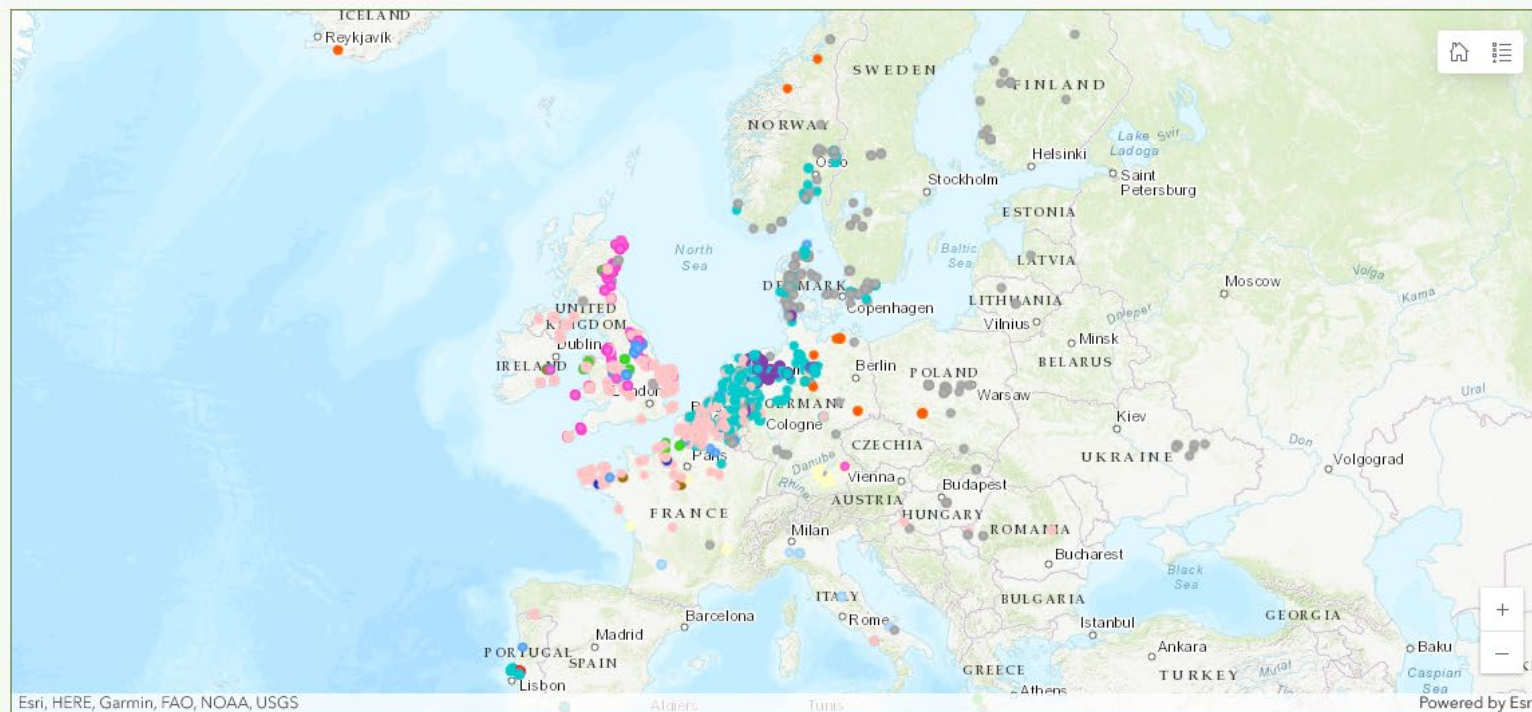 ICELAND
Reykjavík
SWEDEN
FINLAND
NORWAY
Lake Svir
Ladoga
Oslo
Helsinki
Stockholm
Saint
Petersburg
ESTONIA
North
Sea
Baltic
Sea
LATVIA
Volga
Moscow
Kama
DENMARK
LITHUANIA
UNITED
KINGDOM
Copenhagen
Dnieper
Vilnius
Minsk
Dublin
IRELAND
BELARUS
Berlin
POLAND
Ural
London
Warsaw
GERMANY
Cologne
Kiev
Don
CZECHIA
UKRAINE
Volgograd
Paris
Danube
Vienna
Rhine
Budapest
AUSTRIA
FRANCE
HUNGARY
Milan
ROMANIA
Bucharest
Black
Sea
ITALY
BULGARIA
GEORGIA
Barcelona
Rome
Istanbul
Madrid
Ankara
Baku
PORTUGAL
SPAIN
GREECE
TURKEY
Murat
Caspian
Sea
Lisbon
Athens
Esri, HERE, Garmin, FAO, NOAA, USGS
Algiers
Tunis
Powered by Esri